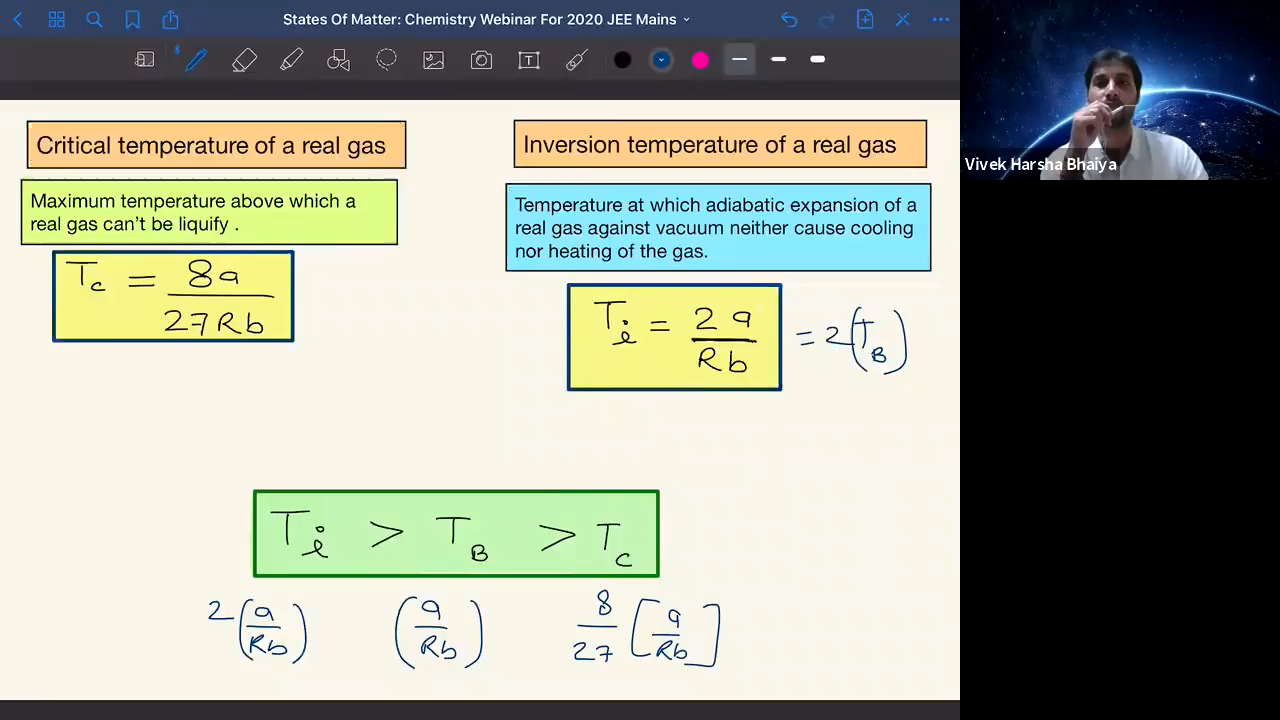 States Of Matter: Chemistry Webinar For 2020 JEE Mains
T
Critical temperature of a real gas
Maximum temperature above which a
real gas can't be liquify .
Tc = 8a
27Rb
Inversion temperature of a real gas
Temperature at which adiabatic expansion of a
real gas against vacuum neither cause cooling
nor heating of the gas.
Ti = 2a = 2(TB)
Rb
Ti > TB > Tc
2(a/Rb) (a/Rb) 8/27 [a/Rb]
Vivek Harsha Bhaiya